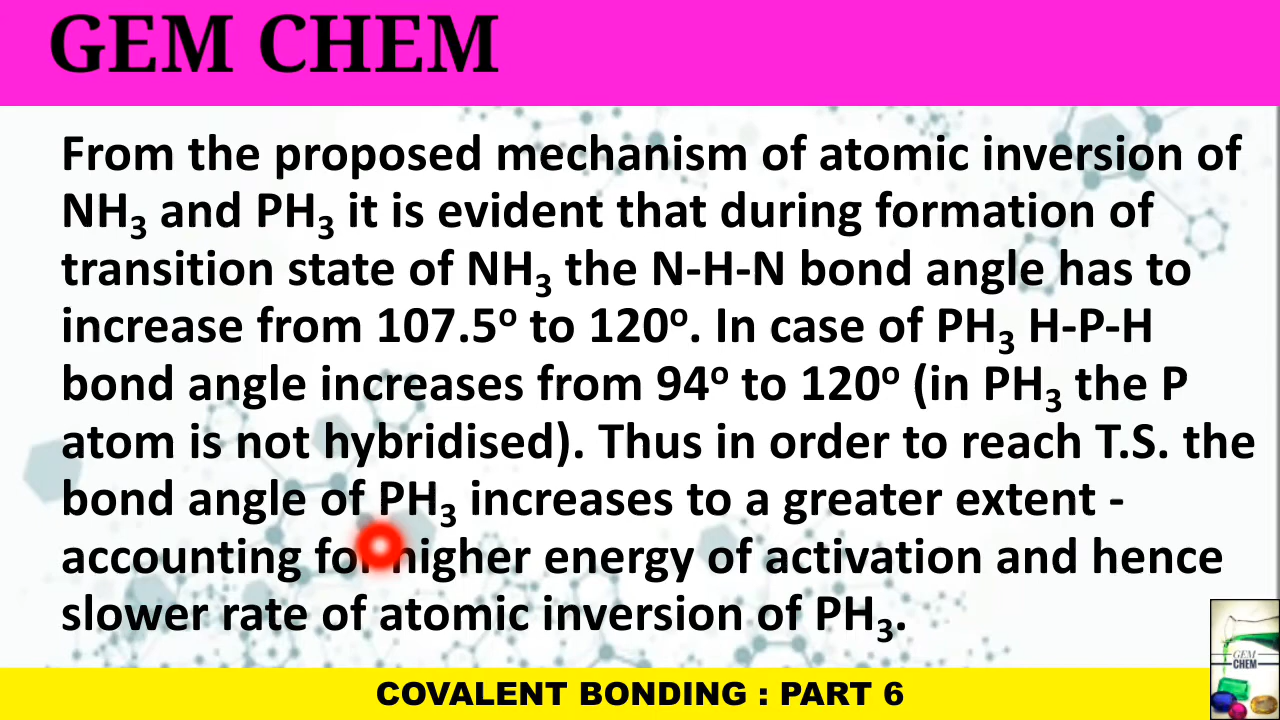 GEM CHEM
From the proposed mechanism of atomic inversion of
NH₃ and PH₃ it is evident that during formation of
transition state of NH₃ the N-H-N bond angle has to
increase from 107.5º to 120º. In case of PH₃ H-P-H
bond angle increases from 94º to 120º (in PH₃ the P
atom is not hybridised). Thus in order to reach T.S. the
bond angle of PH₃ increases to a greater extent -
accounting for higher energy of activation and hence
slower rate of atomic inversion of PH₃.
GEM
CHEM
COVALENT BONDING : PART 6